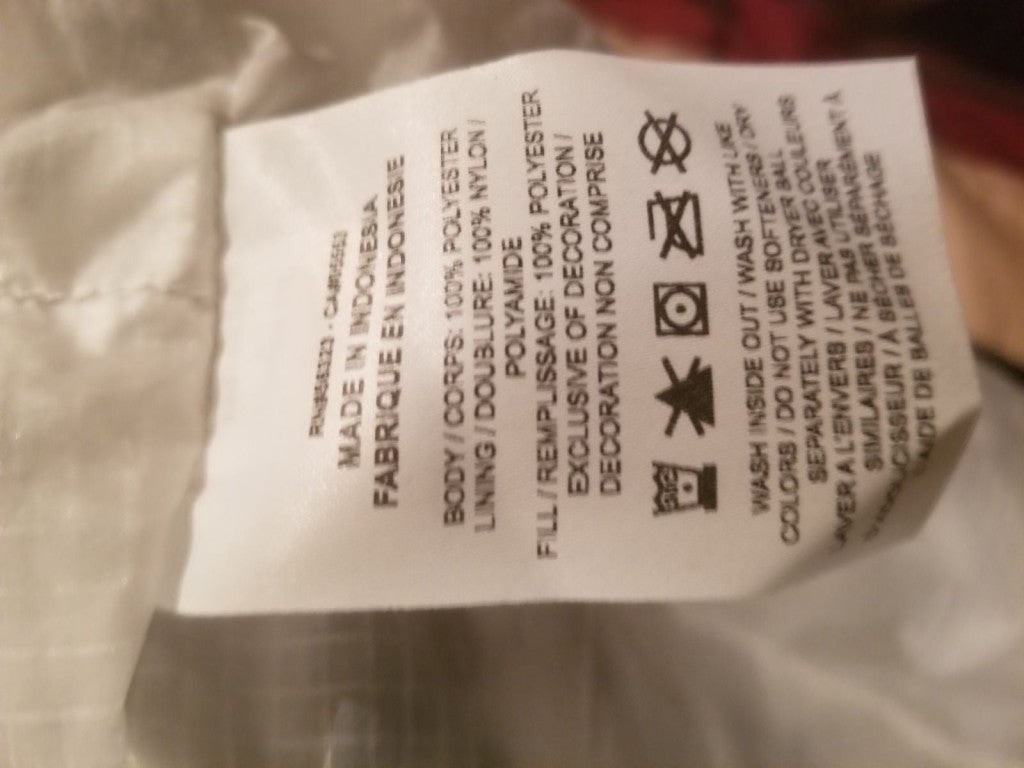 MADE IN INDONESIA
FABRIQUE EN INDONESIE
BODY / CORPS: 100% POLYESTER
LINING / DOUBLURE: 100% NYLON /
POLYAMIDE
FILL / REMPLISSAGE: 100% POLYESTER
EXCLUSIVE OF DECORATION /
DECORATION NON COMPRISE
WASH INSIDE OUT / WASH WITH LIKE
COLORS / DO NOT USE SOFTENERS / DRY
SEPARATELY WITH DRYER BALL
LAVER A L'ENVERS / LAVER AVEC COULEURS
SIMILAIRES / NE PAS UTILISER
ADOUCISSEUR / À SÉCHER SÉPARÉMENT À
DE BALLES DE SÉCHAGE